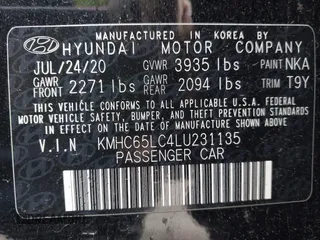 MANUFACTURED IN KOREA BY
HYUNDAI MOTOR COMPANY
JUL/24/20 GVWR 3935 lbs PAINT NKA
GAWR FRONT 2271 lbs GAWR REAR 2094 lbs TRIM T9Y
THIS VEHICLE CONFORMS TO ALL APPLICABLE FEDERAL
MOTOR VEHICLE SAFETY, BUMPER, AND THEFT PREVENTION
STANDARDS IN EFFECT ON THE DATE OF
MANUFACTURE SHOWN ABOVE.
V.I.N KMHC65LC4LU231135
PASSENGER CAR